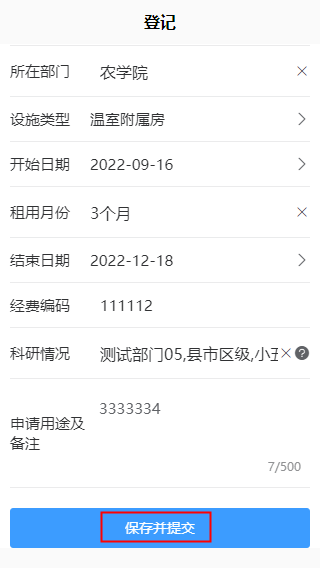 登记
所在部门 农学院
设施类型 温室附属房
开始日期 2022-09-16
租用月份 3个月
结束日期 2022-12-18
经费编码 111112
科研情况 测试部门05,县市区级,小
申请用途及
备注
3333334
7/500
保存并提交